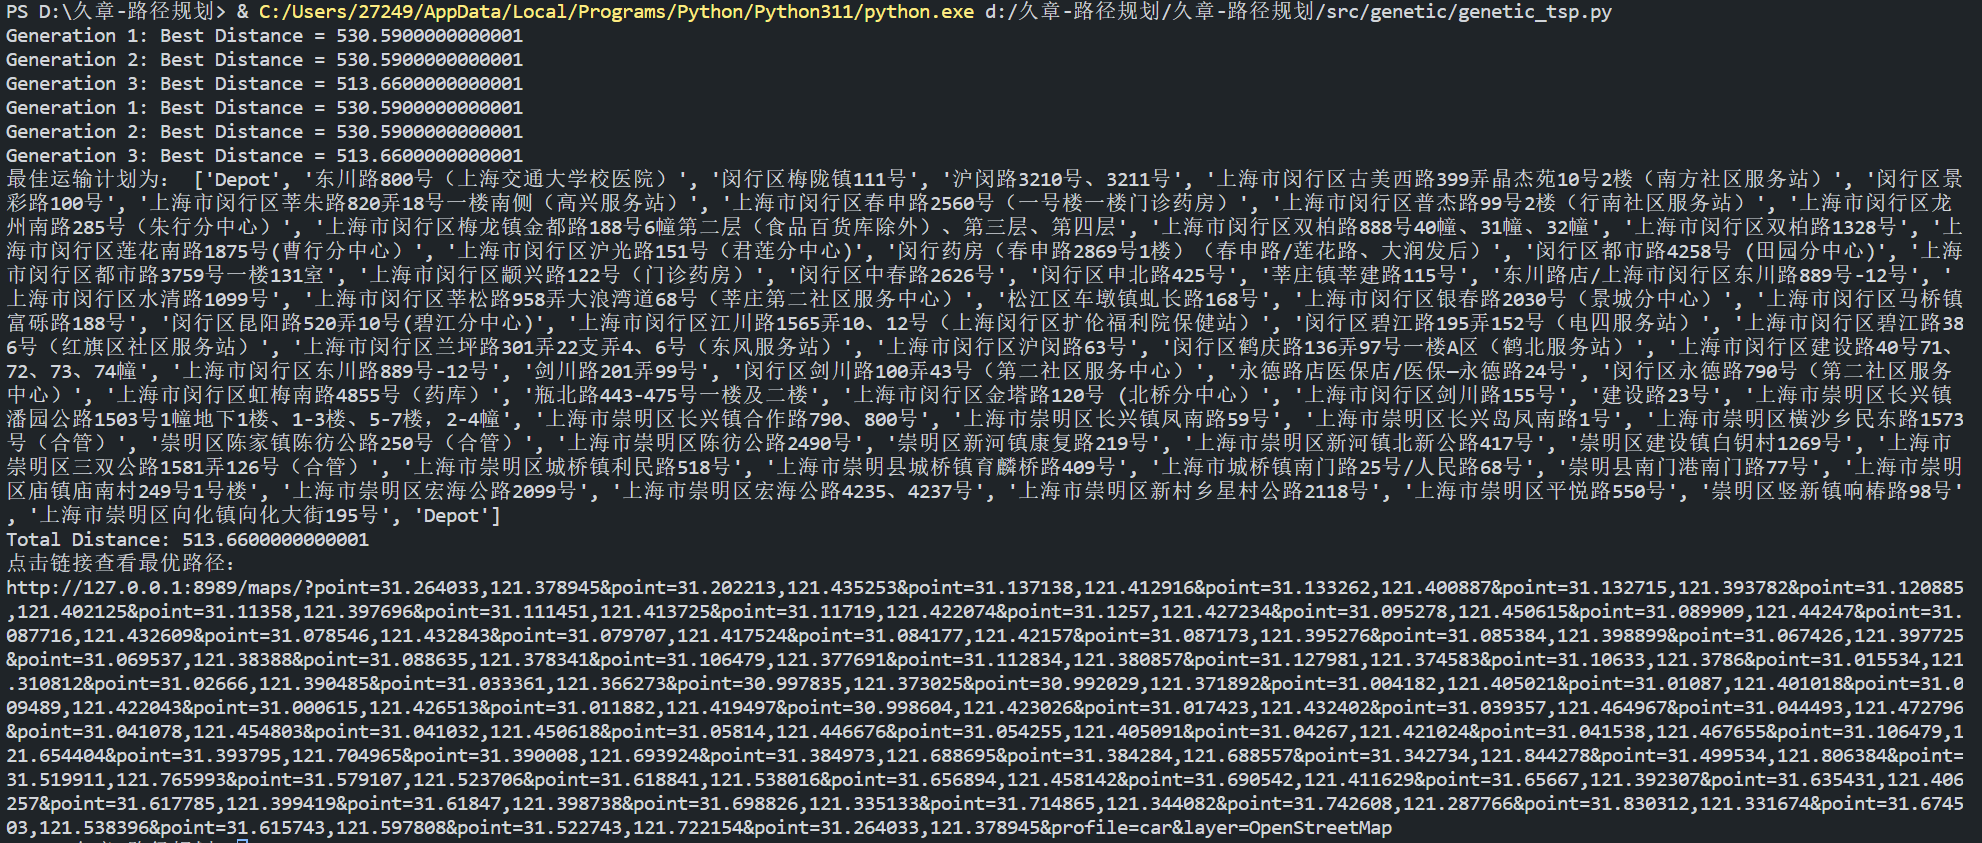 PS D:\久章-路径规划> & C:/Users/27249/AppData/Local/Programs/Python/Python311/python.exe d:/久章-路径规划/久章-路径规划/src/genetic/genetic_tsp.py
Generation 1: Best Distance = 530.5900000000001
Generation 2: Best Distance = 530.5900000000001
Generation 3: Best Distance = 513.6600000000001
Generation 1: Best Distance = 530.5900000000001
Generation 2: Best Distance = 530.5900000000001
Generation 3: Best Distance = 513.6600000000001
最佳运输计划为: ['Depot', '东川路800号（上海交通大学校医院）', '闵行区梅陇镇111号', '沪闵路3210号、3211号', '上海市闵行区古美西路399弄晶杰苑10号2楼（南方社区服务站）', '闵行区景
彩路100号', '上海市闵行区莘朱路820弄18号一楼南侧（高兴服务站）', '上海市闵行区春申路2560号（一号楼一楼门诊药房）', '上海市闵行区普杰路99号2楼（行南社区服务站）', '上海市闵行区龙
州南路285号（朱行分中心）', '上海市闵行区梅龙镇金都路188号6幢第二层（食品百货库除外）、第三层、第四层', '上海市闵行区双柏路888号40幢、31幢、32幢', '上海市闵行区双柏路1328号', '上
海市闵行区莲花南路1875号(曹行分中心）', '上海市闵行区沪光路151号（君莲分中心)', '闵行药房（春申路2869号1楼）（春申路/莲花路、大润发后）', '闵行区都市路4258号 (田园分中心)', '上海
市闵行区都市路3759号一楼131室', '上海市闵行区颛兴路122号（门诊药房）', '闵行区中春路2626号', '闵行区申北路425号', '莘庄镇莘建路115号', '东川路店/上海市闵行区东川路889号-12号', '
上海市闵行区水清路1099号', '上海市闵行区莘松路958弄大浪湾道68号（莘庄第二社区服务中心）', '松江区车墩镇虬长路168号', '上海市闵行区银春路2030号（景城分中心）', '上海市闵行区马桥镇
富砾路188号', '闵行区昆阳路520弄10号(碧江分中心)', '上海市闵行区江川路1565弄10、12号（上海闵行区扩伦福利院保健站）', '闵行区碧江路195弄152号（电四服务站）', '上海市闵行区碧江路38
6号（红旗区社区服务站）', '上海市闵行区兰坪路301弄22支弄4、6号（东风服务站）', '上海市闵行区沪闵路63号', '闵行区鹤庆路136弄97号一楼A区（鹤北服务站）', '上海市闵行区建设路40号71、
72、73、74幢', '上海市闵行区东川路889号-12号', '剑川路201弄99号', '闵行区剑川路100弄43号（第二社区服务中心）', '永德路店医保店/医保—永德路24号', '闵行区永德路790号（第二社区服务
中心）', '上海市闵行区虹梅南路4855号（药库）', '瓶北路443-475号一楼及二楼', '上海市闵行区金塔路120号 (北桥分中心）', '上海市闵行区剑川路155号', '建设路23号', '上海市崇明区长兴镇
潘园公路1503号1幢地下1楼、1-3楼、5-7楼，2-4幢', '上海市崇明区长兴镇合作路790、800号', '上海市崇明区长兴镇凤南路59号', '上海市崇明区长兴岛凤南路1号', '上海市崇明区横沙乡民东路1573
号（合管）', '崇明区陈家镇陈彷公路250号（合管）', '上海市崇明区陈彷公路2490号', '崇明区新河镇康复路219号', '上海市崇明区新河镇北新公路417号', '崇明区建设镇白钥村1269号', '上海市
崇明区三双公路1581弄126号（合管）', '上海市崇明区城桥镇利民路518号', '上海市崇明县城桥镇育麟桥路409号', '上海市城桥镇南门路25号/人民路68号', '崇明县南门港南门路77号', '上海市崇明
区庙镇庙南村249号1号楼', '上海市崇明区宏海公路2099号', '上海市崇明区宏海公路4235、4237号', '上海市崇明区新村乡星村公路2118号', '上海市崇明区平悦路550号', '崇明区竖新镇响椿路98号'
, '上海市崇明区向化镇向化大街195号', 'Depot']
Total Distance: 513.6600000000001
点击链接查看最优路径:
http://127.0.0.1:8989/maps/?point=31.264033,121.378945&point=31.202213,121.435253&point=31.137138,121.412916&point=31.133262,121.400887&point=31.132715,121.393782&point=31.120885
,121.402125&point=31.11358,121.397696&point=31.111451,121.413725&point=31.11719,121.422074&point=31.1257,121.427234&point=31.095278,121.450615&point=31.089909,121.44247&point=31.
087716,121.432609&point=31.078546,121.432843&point=31.079707,121.417524&point=31.084177,121.42157&point=31.087173,121.395276&point=31.085384,121.398899&point=31.067426,121.397725
&point=31.069537,121.38388&point=31.088635,121.378341&point=31.106479,121.377691&point=31.112834,121.380857&point=31.127981,121.374583&point=31.10633,121.3786&point=31.015534,121
.310812&point=31.02666,121.390485&point=31.033361,121.366273&point=30.997835,121.373025&point=30.992029,121.371892&point=31.004182,121.405021&point=31.01087,121.401018&point=31.0
09489,121.422043&point=31.000615,121.426513&point=31.011882,121.419497&point=30.998604,121.423026&point=31.017423,121.432402&point=31.039357,121.464967&point=31.044493,121.472796
&point=31.041078,121.454803&point=31.041032,121.450618&point=31.05814,121.446676&point=31.054255,121.405091&point=31.04267,121.421024&point=31.041538,121.467655&point=31.106479,1
21.654404&point=31.393795,121.704965&point=31.390008,121.693924&point=31.384973,121.688695&point=31.384284,121.688557&point=31.342734,121.844278&point=31.499534,121.806384&point=
31.519911,121.765993&point=31.579107,121.523706&point=31.618841,121.538016&point=31.656894,121.458142&point=31.690542,121.411629&point=31.65667,121.392307&point=31.635431,121.406
257&point=31.617785,121.399419&point=31.61847,121.398738&point=31.698826,121.335133&point=31.714865,121.344082&point=31.742608,121.287766&point=31.830312,121.331674&point=31.6745
03,121.538396&point=31.615743,121.597808&point=31.522743,121.722154&point=31.264033,121.378945&profile=car&layer=OpenStreetMap